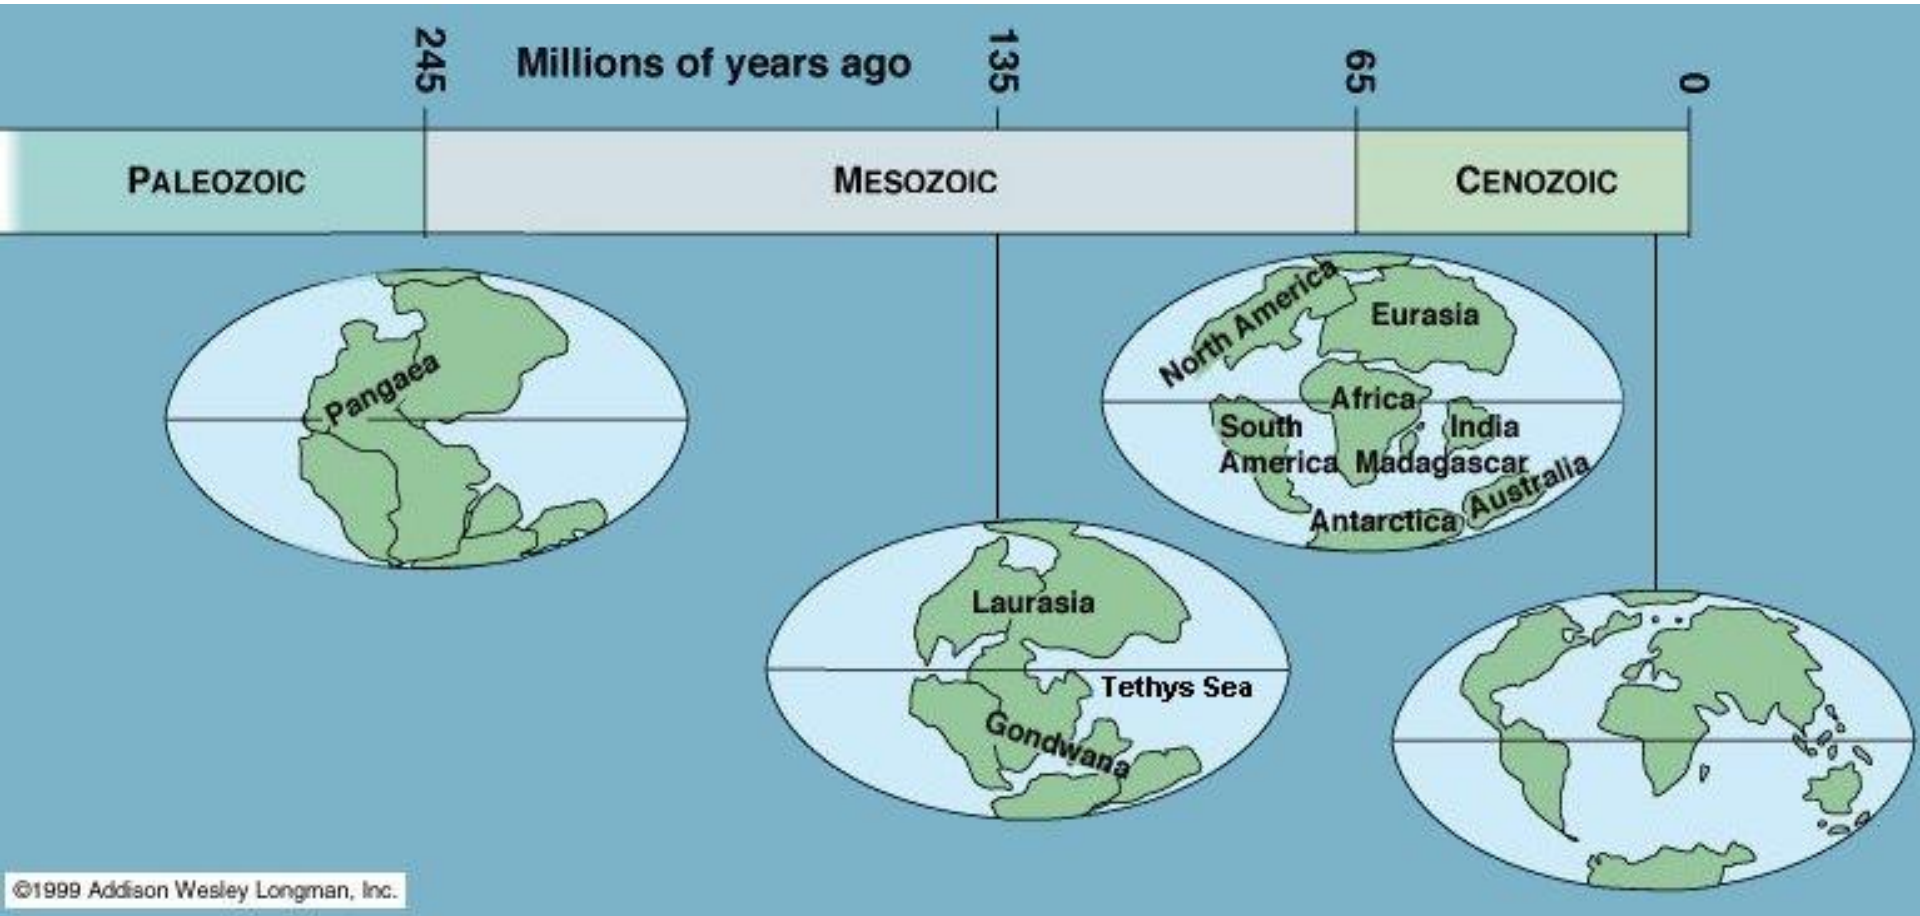 245
Millions of years ago
135
65
0
PALEOZOIC
MESOZOIC
CENOZOIC
Pangaea
North America
Eurasia
Africa
South
America
India
Madagascar
Australia
Antarctica
Laurasia
Tethys Sea
Gondwana
©1999 Addison Wesley Longman, Inc.